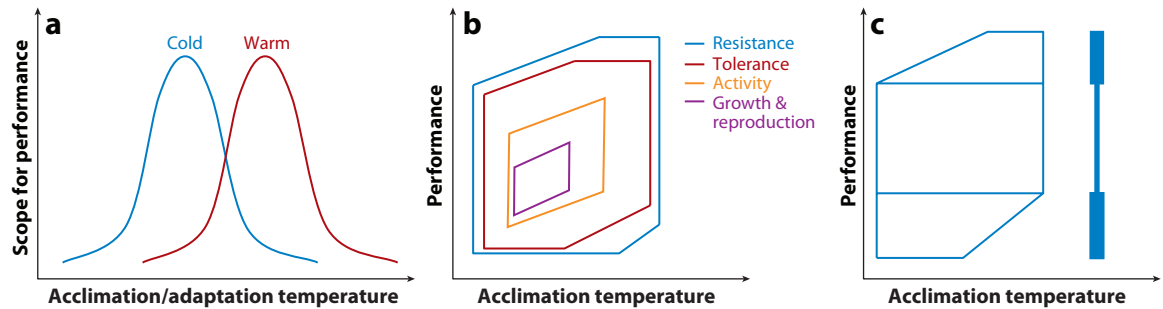 a
Scope for performance
Cold
Warm
Acclimation/adaptation temperature
b
Performance
Resistance
Tolerance
Activity
Growth &
reproduction
Acclimation temperature
c
Performance
Acclimation temperature